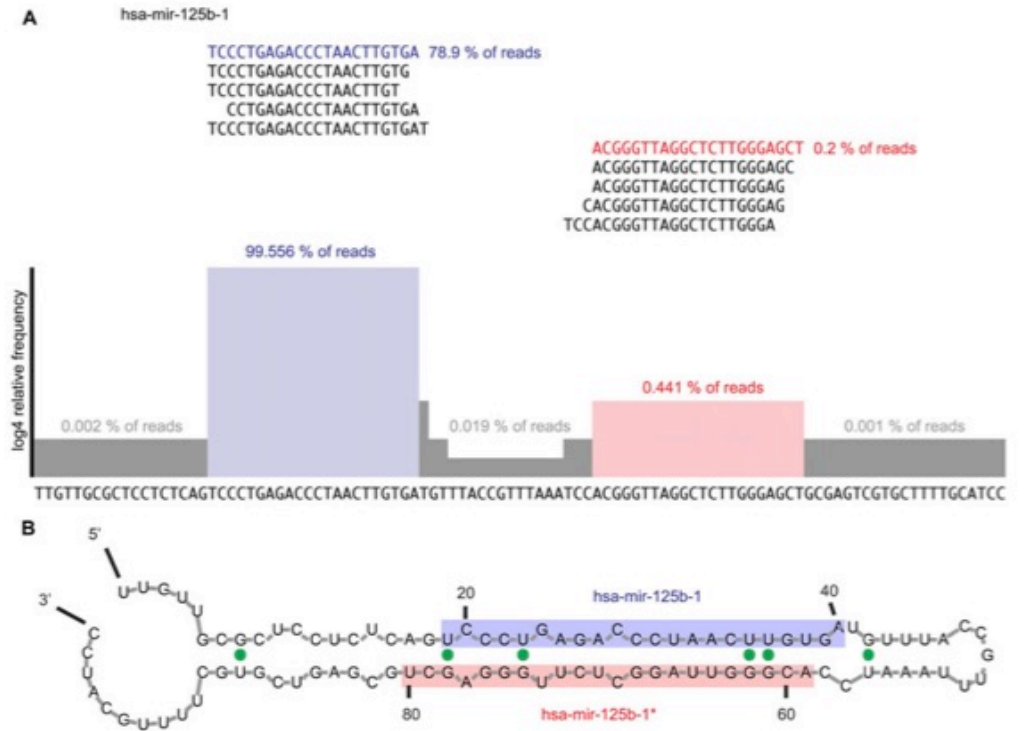 A
hsa-mir-125b-1
TCCCTGAGACCCTAACTTGTGA 78.9 % of reads
TCCCTGAGACCCTAACTTGTG
TCCCTGAGACCCTAACTTGT
CCTGAGACCCTAACTTGTGA
TCCCTGAGACCCTAACTTGTGAT
ACGGGTTAGGCTCTTGGGAGCT 0.2 % of reads
ACGGGTTAGGCTCTTGGGAGC
ACGGGTTAGGCTCTTGGGAG
CACGGGTTAGGCTCTTGGGAG
TCCACGGGTTAGGCTCTTGGGA
99.556 % of reads
0.441 % of reads
0.002 % of reads
0.019 % of reads
0.001 % of reads
log4 relative frequency
TTGTTGCGCTCCTCTCAGTCCCTGAGACCCTAACTTGTGATGTTTACCGTTTAAATCCACGGGTTAGGCTCTTGGGAGCTGCGAGTCGTGCTTTTGCATCC
B
5'
3'
20
hsa-mir-125b-1
40
UUGUUGCGCUCCUCUCAGUCCCUGAGACCCUAACUUGUGAUGUUUACCGU
CCUACGUUUUCGUGCUGAGCGUCGAGGGUUCUCGGAUUGGGCACCUAAAUU
80
hsa-mir-125b-1*
60